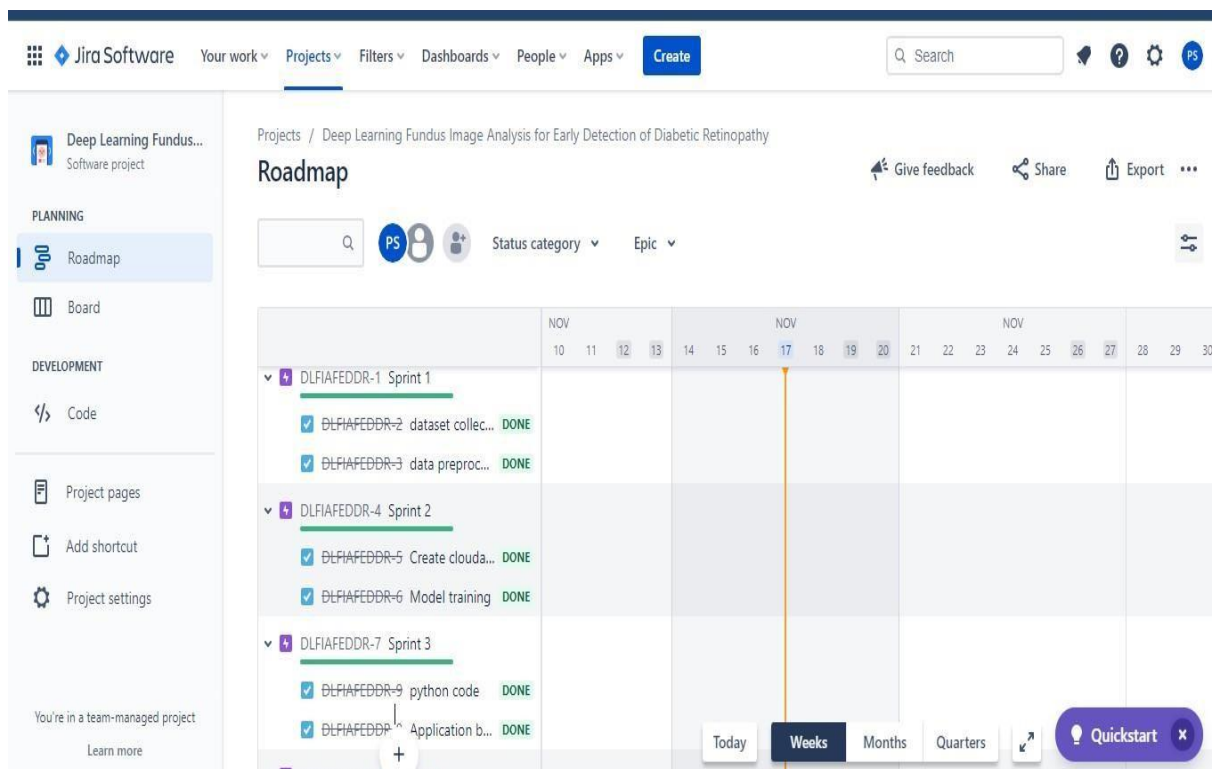 Jira Software Your work Projects Filters Dashboards People Apps Create Search PS
Deep Learning Fundus...
Software project
PLANNING
Roadmap
Board
DEVELOPMENT
Code
Project pages
Add shortcut
Project settings
You're in a team-managed project
Learn more
Projects / Deep Learning Fundus Image Analysis for Early Detection of Diabetic Retinopathy
Roadmap
Give feedback Share Export
PS Status category Epic
NOV NOV NOV
10 11 12 13 14 15 16 17 18 19 20 21 22 23 24 25 26 27 28 29 30
DLFIAFEDDR-1 Sprint 1
DLFIAFEDDR-2 dataset collec... DONE
DLFIAFEDDR-3 data preproc... DONE
DLFIAFEDDR-4 Sprint 2
DLFIAFEDDR-5 Create clouda... DONE
DLFIAFEDDR-6 Model training DONE
DLFIAFEDDR-7 Sprint 3
DLFIAFEDDR-9 python code DONE
Application b... DONE
Today Weeks Months Quarters
Quickstart